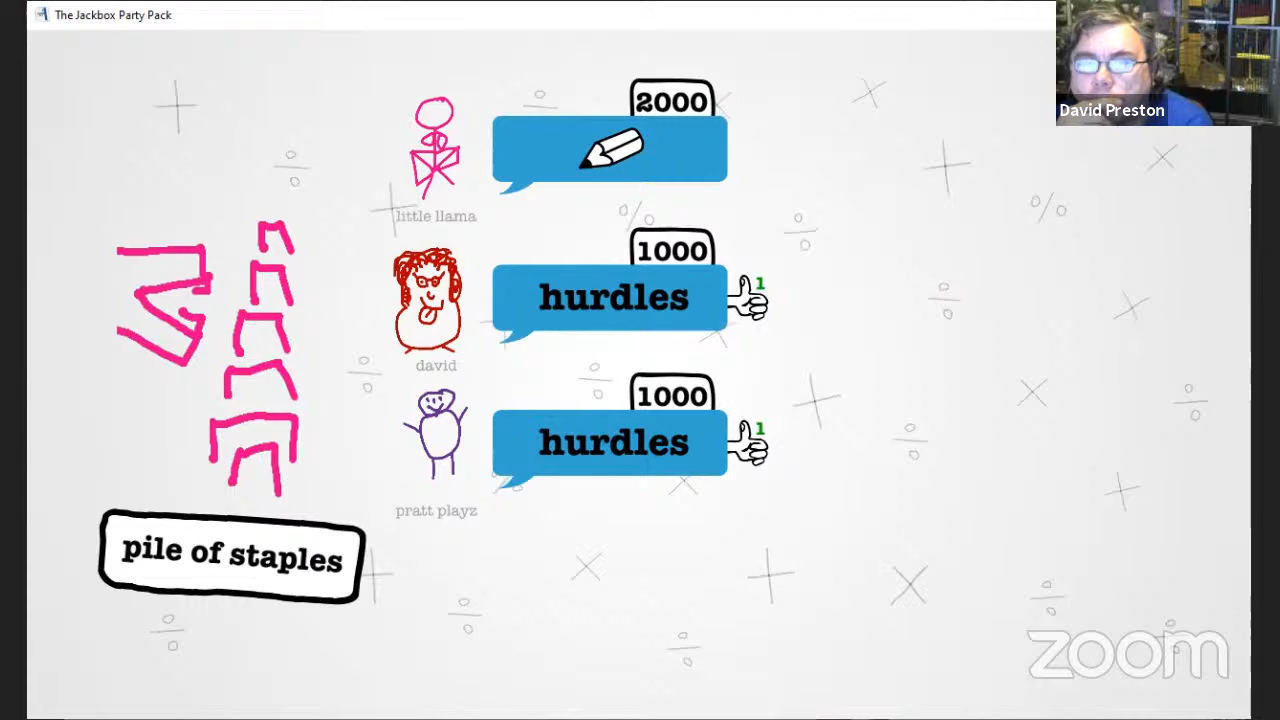 The Jackbox Party Pack
David Preston
2000
little llama
1000
hurdles
1
david
1000
hurdles
1
pratt playz
pile of staples
zoom